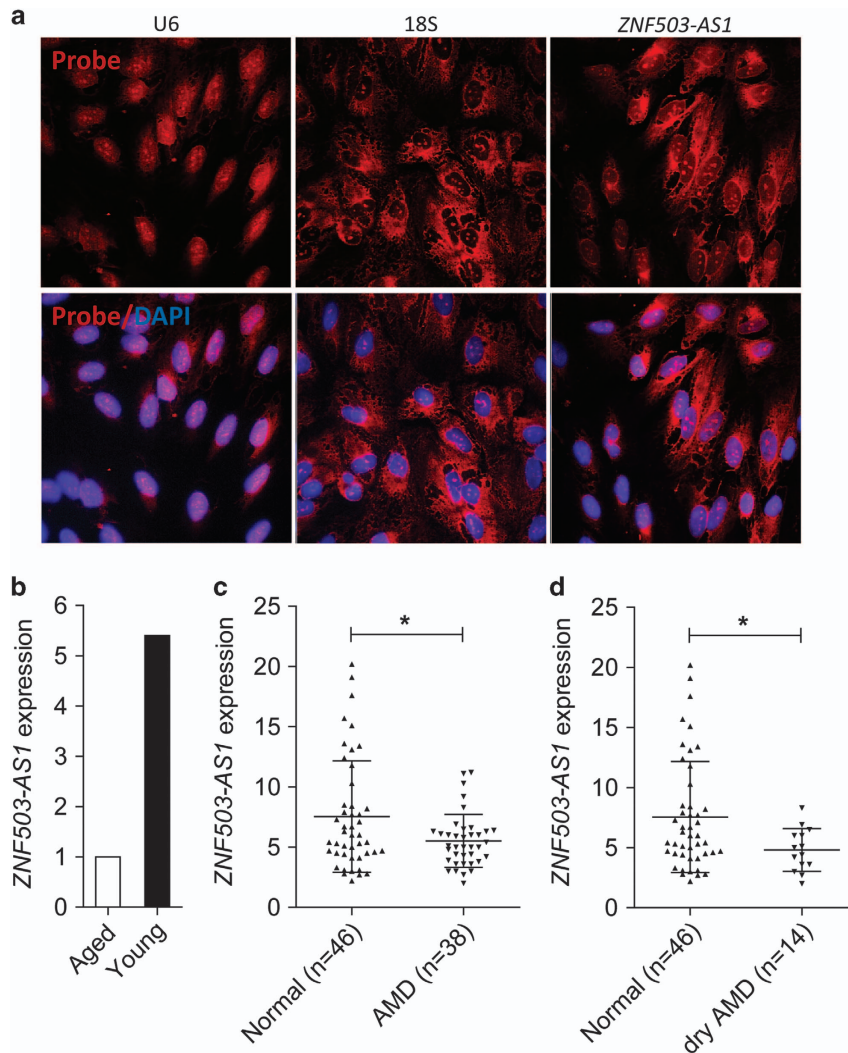 a
U6
18S
ZNF503-AS1
Probe
Probe/DAPI
b
ZNF503-AS1 expression
6
5
4
3
2
1
0
Aged
Young
c
ZNF503-AS1 expression
25
20
15
10
5
0
*
Normal (n=46)
AMD (n=38)
d
ZNF503-AS1 expression
25
20
15
10
5
0
*
Normal (n=46)
dry AMD (n=14)